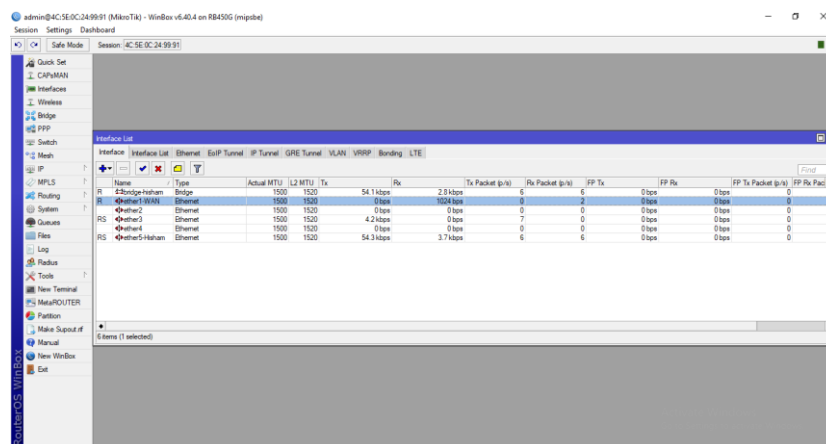 admin@4C:5E:0C:24:99:91 (MikroTik) - WinBox v6.40.4 on RB450G (mipsbe)
Session Settings Dashboard
Safe Mode Session: 4C:5E:0C:24:99:91
Quick Set
CAPsMAN
Interfaces
Wireless
Bridge
PPP
Switch
Mesh
IP
MPLS
Routing
System
Queues
Files
Log
Radius
Tools
New Terminal
MetaROUTER
Partition
Make Supout.rif
Manual
New WinBox
Exit
RouterOS WinBox
Interface List
Interface Interface List Ethernet EoIP Tunnel IP Tunnel GRE Tunnel VLAN VRRP Bonding LTE
Find
Name Type Actual MTU L2 MTU Tx Rx Tx Packet (p/s) Rx Packet (p/s) FP Tx FP Rx FP Tx Packet (p/s) FP Rx Pac
R bridge-hisham Bridge 1500 1520 54.1 kbps 2.8 kbps 6 6 0 bps 0 bps 0
R ether1-WAN Ethernet 1500 1520 0 bps 1024 bps 0 2 0 bps 0 bps 0
ether2 Ethernet 1500 1520 0 bps 0 bps 0 0 0 bps 0 bps 0
RS ether3 Ethernet 1500 1520 4.2 kbps 0 bps 7 0 0 bps 0 bps 0
ether4 Ethernet 1500 1520 0 bps 0 bps 0 0 0 bps 0 bps 0
RS ether5-Hisham Ethernet 1500 1520 54.3 kbps 3.7 kbps 6 6 0 bps 0 bps 0
6 items (1 selected)